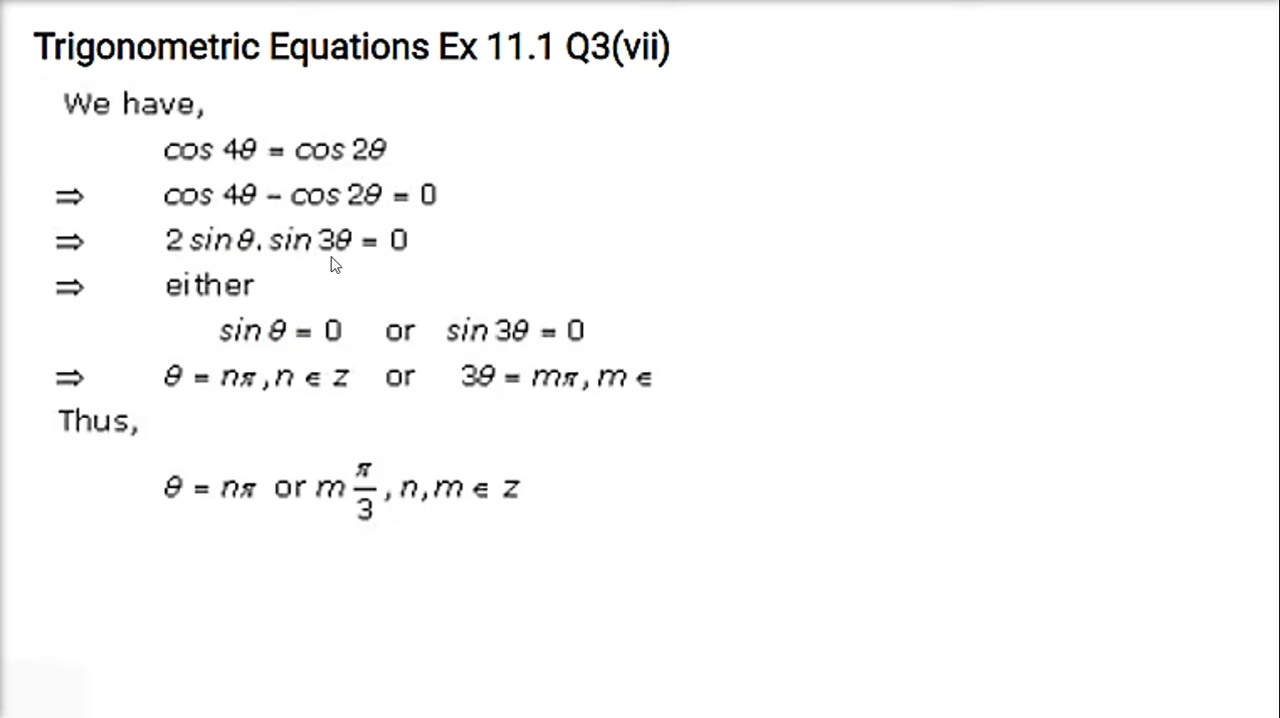 Trigonometric Equations Ex 11.1 Q3(vii)
We have,
cos 4θ = cos 2θ
⇒ cos 4θ – cos 2θ = 0
⇒ 2 sin θ. sin 3θ = 0
⇒ either
sin θ = 0 or sin 3θ = 0
⇒ θ = nπ, n ∈ z or 3θ = mπ, m ∈
Thus,
θ = nπ or m π/3, n, m ∈ z